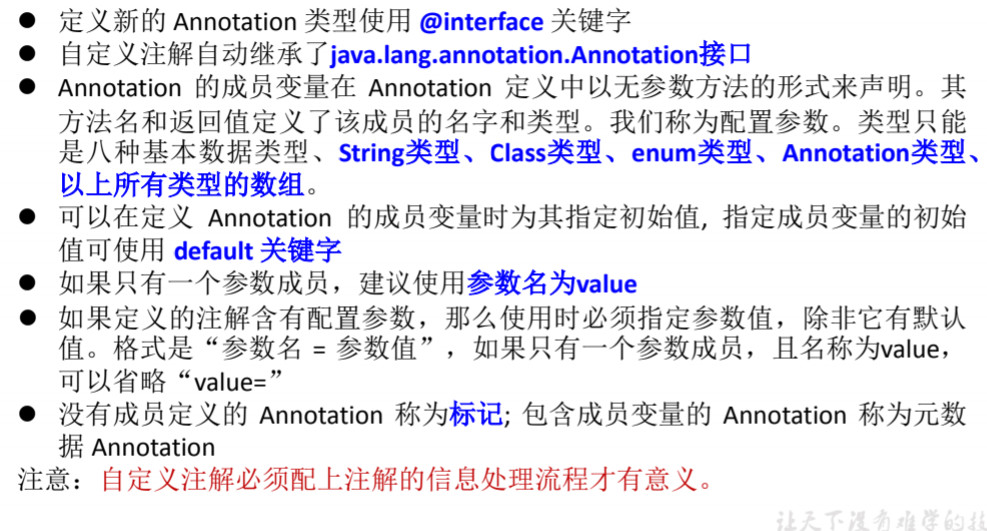 ● 定义新的 Annotation 类型使用 @interface 关键字
● 自定义注解自动继承了java.lang.annotation.Annotation接口
● Annotation 的成员变量在 Annotation 定义中以无参数方法的形式来声明。其
方法名和返回值定义了该成员的名字和类型。我们称为配置参数。类型只能
是八种基本数据类型、String类型、Class类型、enum类型、Annotation类型、
以上所有类型的数组。
● 可以在定义 Annotation 的成员变量时为其指定初始值, 指定成员变量的初始
值可使用 default 关键字
● 如果只有一个参数成员，建议使用参数名为value
● 如果定义的注解含有配置参数，那么使用时必须指定参数值，除非它有默认
值。格式是“参数名 = 参数值”，如果只有一个参数成员，且名称为value，
可以省略“value=”
● 没有成员定义的 Annotation 称为标记; 包含成员变量的 Annotation 称为元数
据 Annotation
注意：自定义注解必须配上注解的信息处理流程才有意义。
让天下没有难学的技